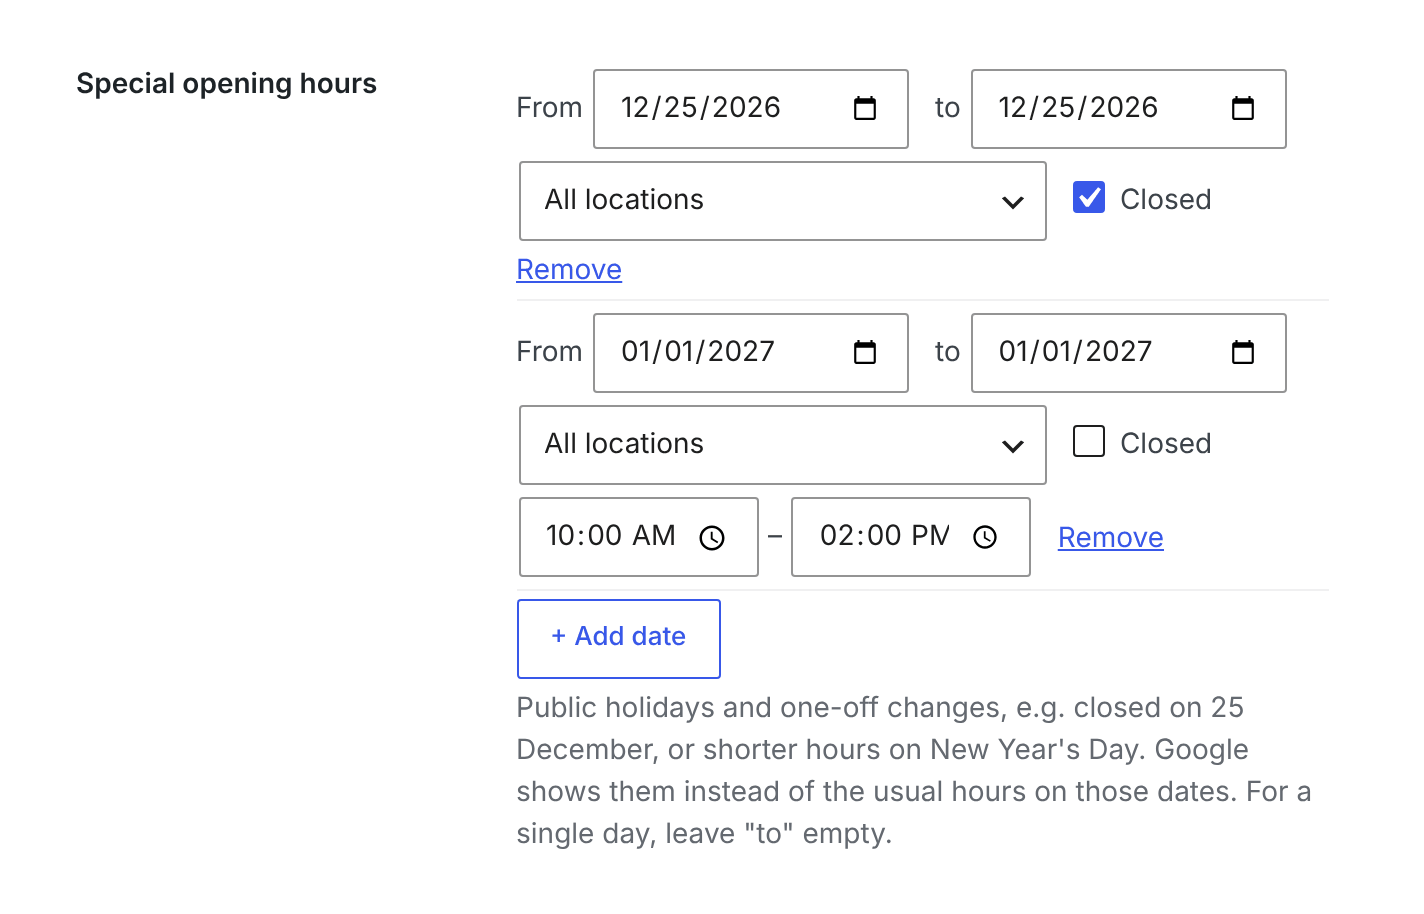 Special opening hours
From 12/25/2026 to 12/25/2026
All locations Closed
Remove
From 01/01/2027 to 01/01/2027
All locations Closed
10:00 AM – 02:00 PM Remove
+ Add date
Public holidays and one-off changes, e.g. closed on 25
December, or shorter hours on New Year's Day. Google
shows them instead of the usual hours on those dates. For a
single day, leave "to" empty.